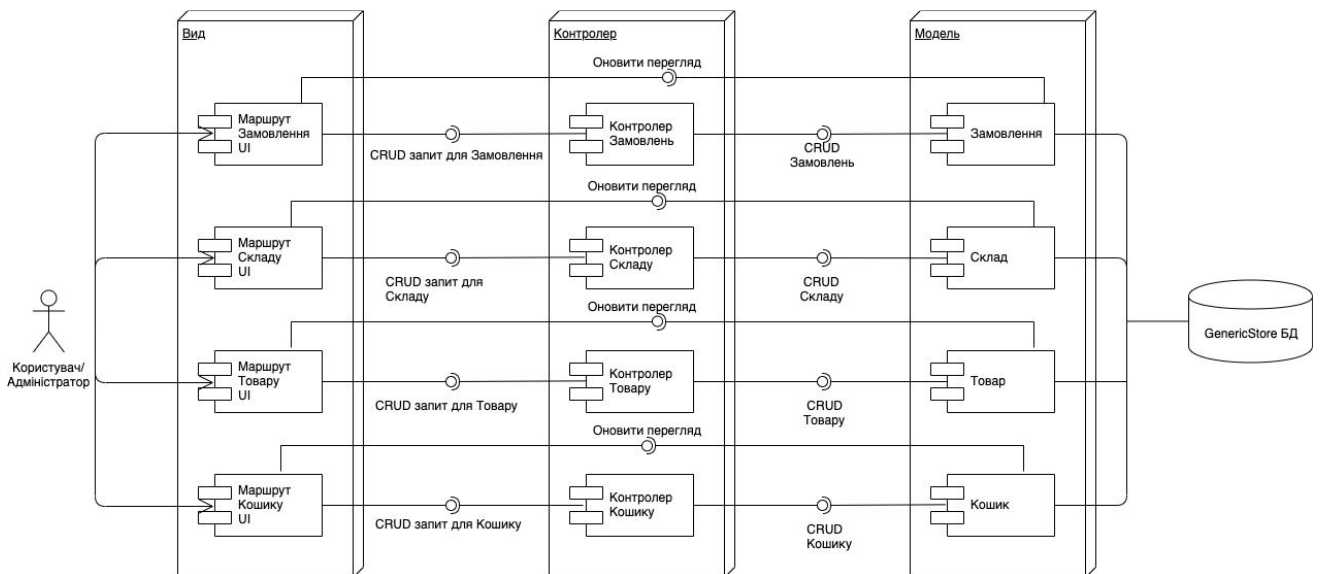 Вид
Контролер
Модель
Оновити перегляд
Маршрут
Замовлення
UI
CRUD запит для Замовлення
Контролер
Замовлень
CRUD
Замовлень
Замовлення
Оновити перегляд
Маршрут
Складу
UI
CRUD запит для
Складу
Контролер
Складу
CRUD
Складу
Склад
Оновити перегляд
Користувач/
Адміністратор
GenericStore БД
Маршрут
Товару
UI
CRUD запит для Товару
Контролер
Товару
CRUD
Товару
Товар
Оновити перегляд
Маршрут
Кошику
UI
CRUD запит для Кошику
Контролер
Кошику
CRUD
Кошику
Кошик